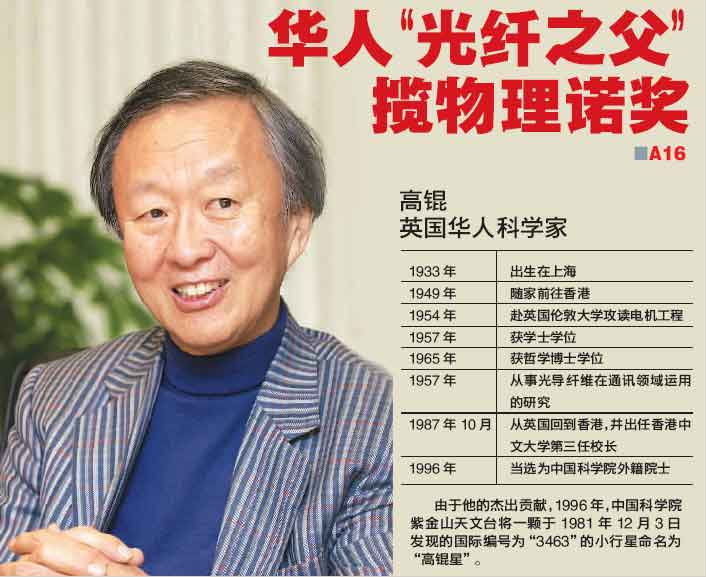 华人“光纤之父”
揽物理诺奖
■A16
高锟
英国华人科学家
1933 年 出生在上海
1949 年 随家前往香港
1954 年 赴英国伦敦大学攻读电机工程
1957 年 获学士学位
1965 年 获哲学博士学位
1957 年 从事光导纤维在通讯领域运用
的研究
1987 年 10 月 从英国回到香港,并出任香港中
文大学第三任校长
1996 年 当选为中国科学院外籍院士
由于他的杰出贡献,1996 年,中国科学院
紫金山天文台将一颗于 1981 年 12 月 3 日
发现的国际编号为“3463”的小行星命名为
“高锟星”。